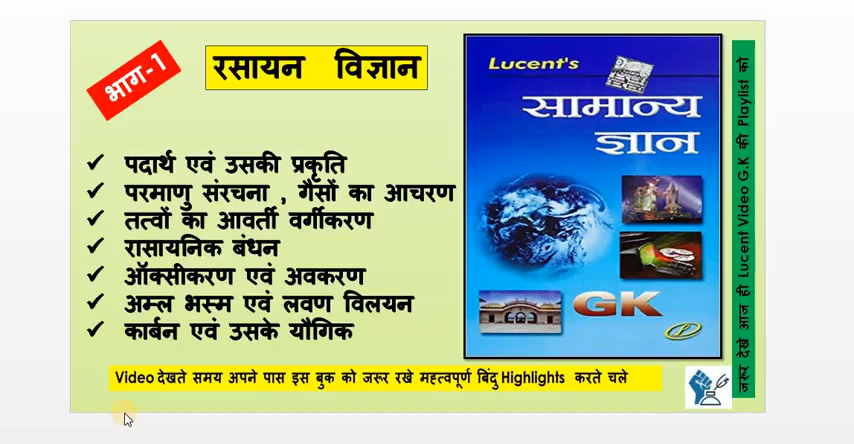 भाग-1
रसायन विज्ञान
पदार्थ एवं उसकी प्रकृति
परमाणु संरचना , गैसों का आचरण
तत्वों का आवर्ती वर्गीकरण
रासायनिक बंधन
ऑक्सीकरण एवं अवकरण
अम्ल भस्म एवं लवण विलयन
कार्बन एवं उसके यौगिक
Lucent's
सामान्य
ज्ञान
GK
जरूर देखे आज ही Lucent Video G.K की Playlist को
Video देखते समय अपने पास इस बुक को जरूर रखे महत्वपूर्ण बिंदु Highlights करते चले